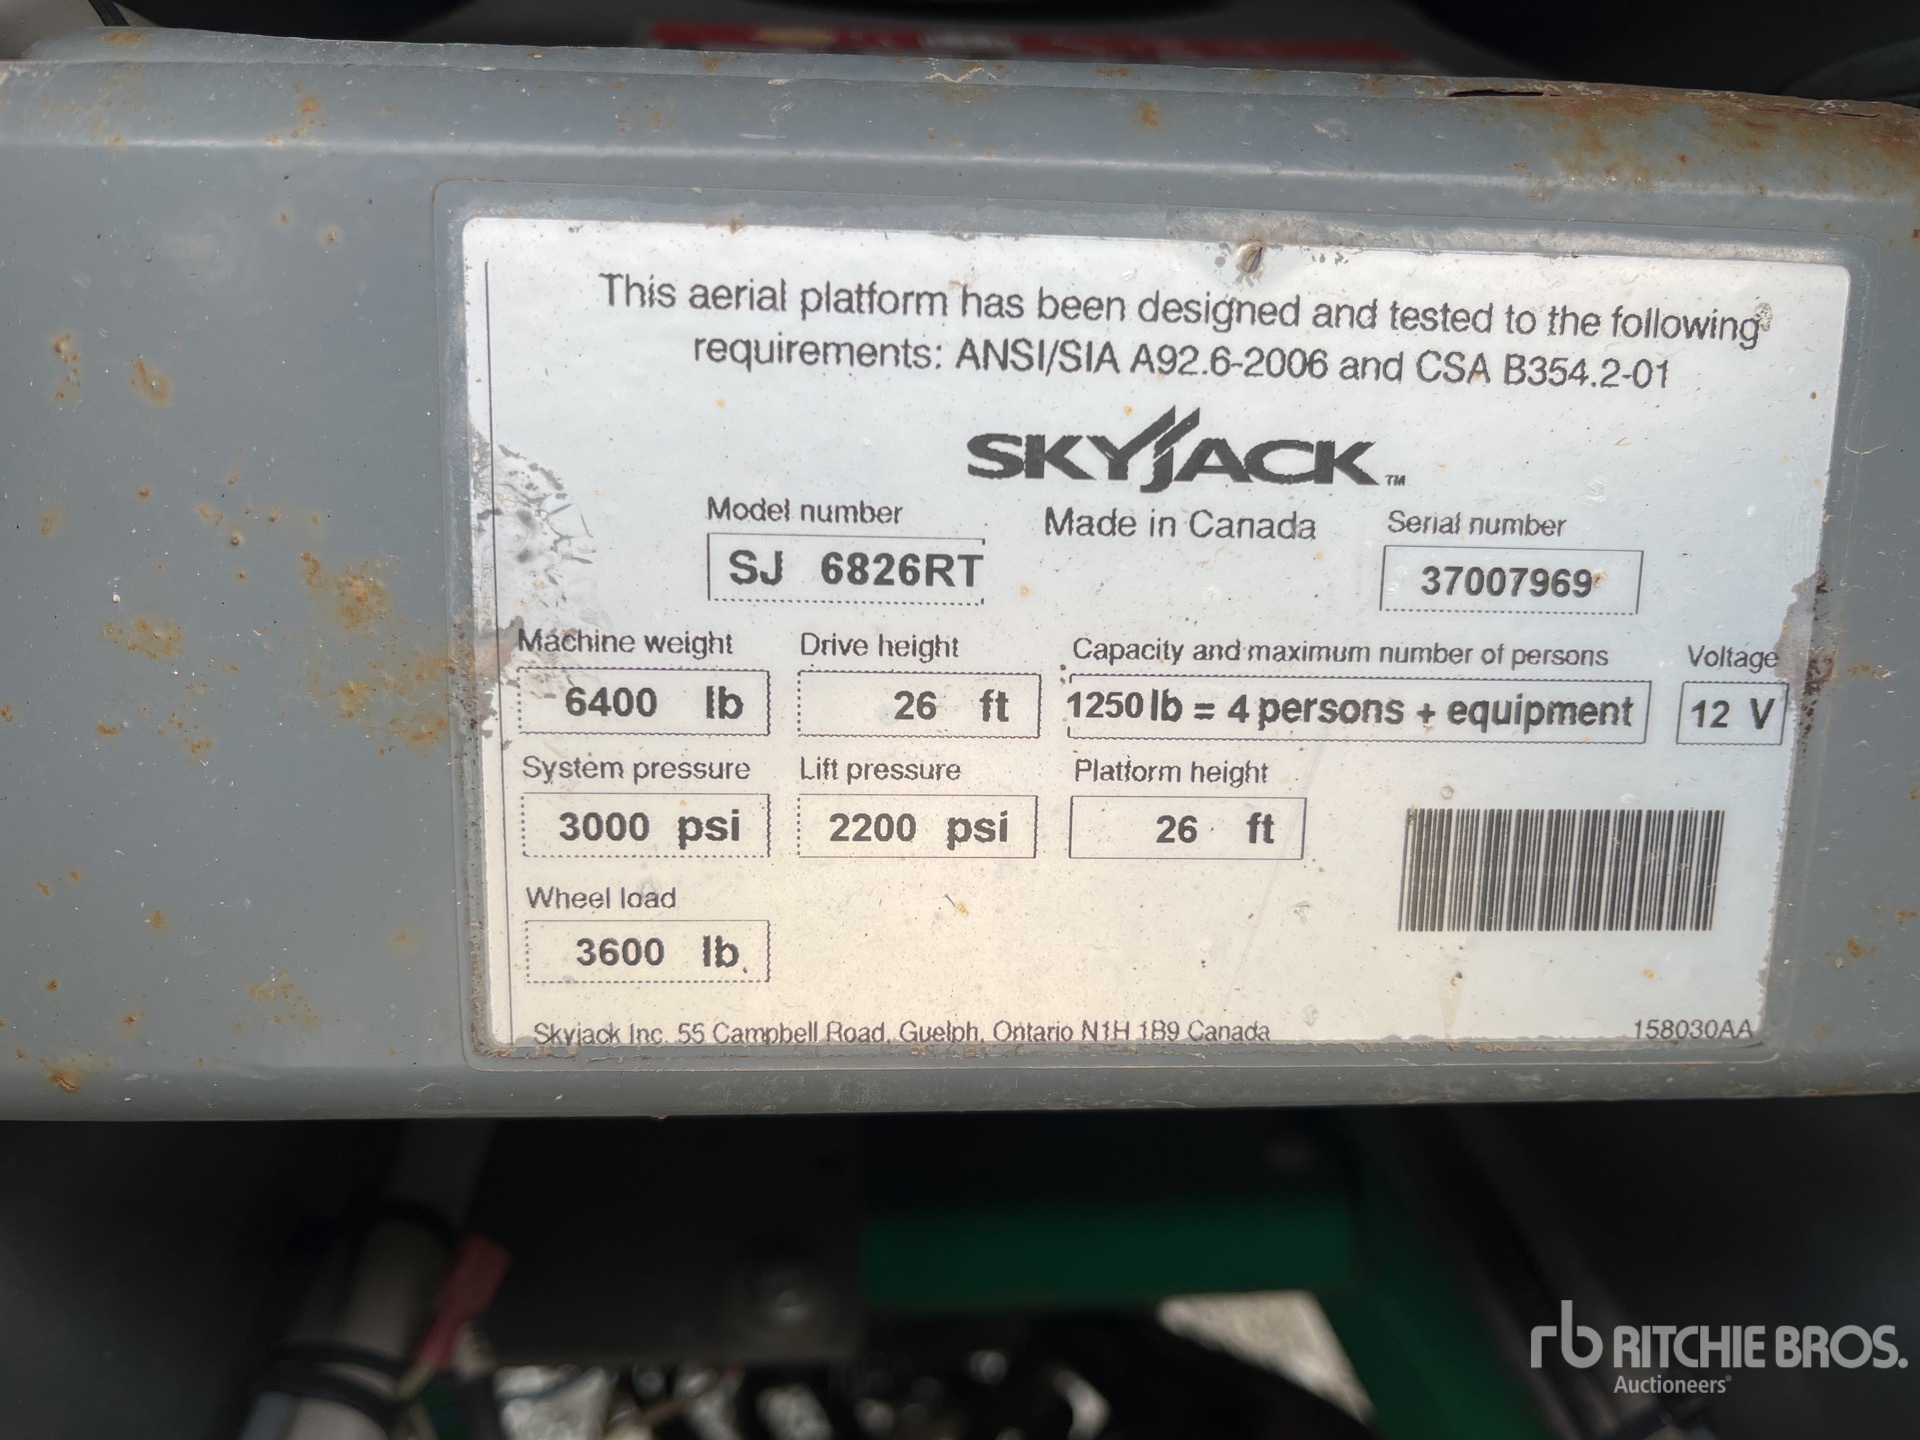 This aerial platform has been designed and tested to the following
requirements: ANSI/SIA A92.6-2006 and CSA B354.2-01
SKYJACK™
Model number Made in Canada Serial number
SJ 6826RT 37007969
Machine weight Drive height Capacity and maximum number of persons Voltage
6400 lb 26 ft 1250 lb = 4 persons + equipment 12 V
System pressure Lift pressure Platform height
3000 psi 2200 psi 26 ft
Wheel load
3600 lb
Skyjack Inc. 55 Campbell Road, Guelph, Ontario N1H 1B9 Canada 158030AA
rb RITCHIE BROS.
Auctioneers®